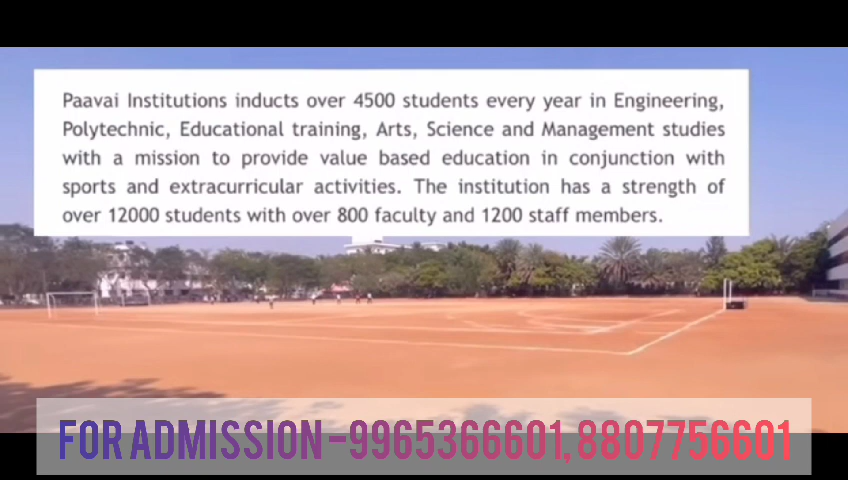 Paavai Institutions inducts over 4500 students every year in Engineering,
Polytechnic, Educational training, Arts, Science and Management studies
with a mission to provide value based education in conjunction with
sports and extracurricular activities. The institution has a strength of
over 12000 students with over 800 faculty and 1200 staff members.
FOR ADMISSION -9965366601, 8807756601